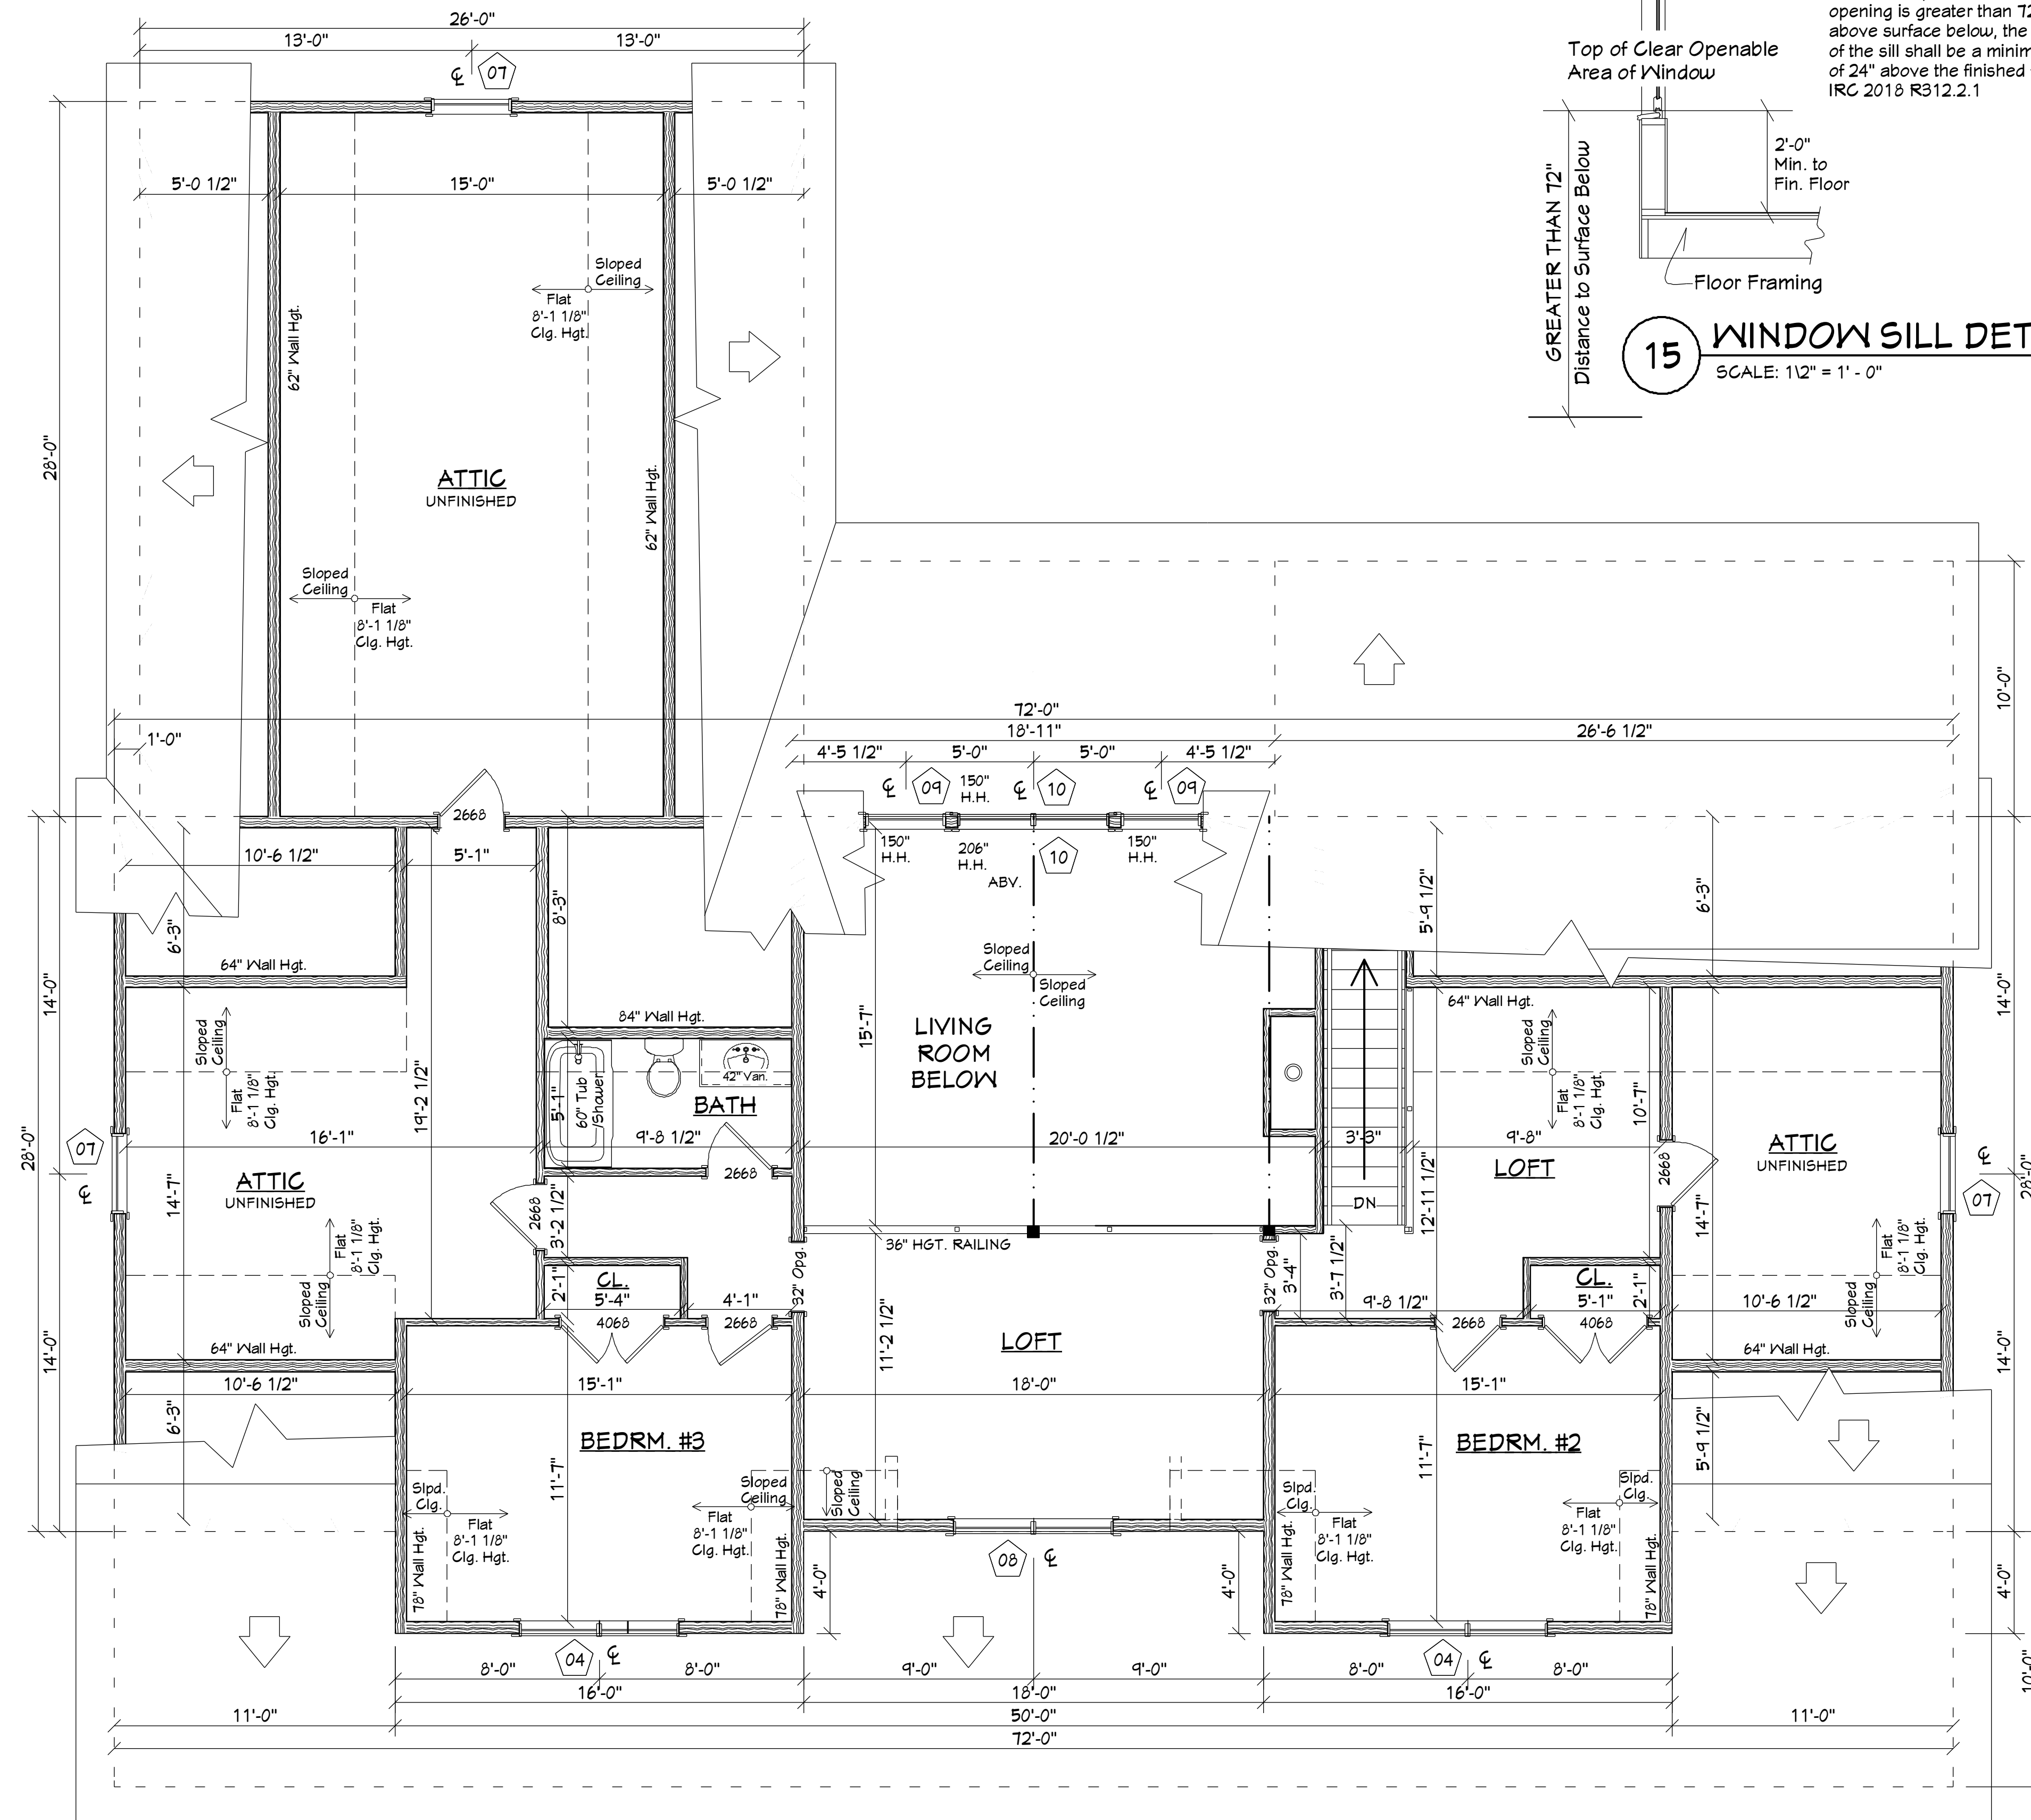 26'-0"
13'-0"
13'-0"
℄
07
5'-0 1/2"
15'-0"
5'-0 1/2"
Sloped
Ceiling
Flat
8'-1 1/8"
Clg. Hgt.
62" Wall Hgt.
28'-0"
ATTIC
UNFINISHED
62" Wall Hgt.
Sloped
Ceiling
Flat
8'-1 1/8"
Clg. Hgt.
opening is greater than 72
above surface below, the
of the sill shall be a minim
of 24" above the finished
IRC 2018 R312.2.1
Top of Clear Openable
Area of Window
2'-0"
Min. to
Fin. Floor
GREATER THAN 72"
Distance to Surface Below
Floor Framing
15
WINDOW SILL DET
SCALE: 1\2" = 1' - 0"
10'-0"
72'-0"
18'-11"
26'-6 1/2"
1'-0"
4'-5 1/2"
5'-0"
5'-0"
4'-5 1/2"
℄
09
150"
H.H.
℄
10
℄
09
2668
150"
H.H.
206"
H.H.
10
150"
H.H.
ABV.
10'-6 1/2"
5'-1"
8'-3"
6'-3"
64" Wall Hgt.
5'-9 1/2"
6'-3"
14'-0"
14'-0"
Sloped
Ceiling
Sloped
Ceiling
84" Wall Hgt.
64" Wall Hgt.
15'-7"
LIVING
ROOM
BELOW
Sloped
Ceiling
Flat
8'-1 1/8"
Clg. Hgt.
19'-2 1/2"
5'-1"
60" Tub
/Shower
42" Van.
BATH
Sloped
Ceiling
Flat
8'-1 1/8"
Clg. Hgt.
10'-7"
28'-0"
07
℄
16'-1"
9'-8 1/2"
20'-0 1/2"
3'-3"
9'-8"
ATTIC
UNFINISHED
14'-7"
2668
LOFT
2668
ATTIC
UNFINISHED
℄
07
28'-0"
DN
12'-11 1/2"
14'-7"
2668
3'-2 1/2"
36" HGT. RAILING
Flat
8'-1 1/8"
Clg. Hgt.
Sloped
Ceiling
CL.
5'-4"
2'-1"
4'-1"
32" Opg.
32" Opg.
3'-4"
3'-7 1/2"
9'-8 1/2"
CL.
5'-1"
2'-1"
10'-6 1/2"
Flat
8'-1 1/8"
Clg. Hgt.
Sloped
Ceiling
4068
2668
2668
4068
14'-0"
64" Wall Hgt.
11'-2 1/2"
LOFT
64" Wall Hgt.
14'-0"
10'-6 1/2"
15'-1"
18'-0"
15'-1"
6'-3"
BEDRM. #3
BEDRM. #2
11'-7"
11'-7"
5'-9 1/2"
Slpd.
Clg.
Flat
8'-1 1/8"
Clg. Hgt.
78" Wall Hgt.
Sloped
Ceiling
Flat
8'-1 1/8"
Clg. Hgt.
78" Wall Hgt.
Sloped
Ceiling
Slpd.
Clg.
Flat
8'-1 1/8"
Clg. Hgt.
78" Wall Hgt.
Slpd.
Clg.
Flat
8'-1 1/8"
Clg. Hgt.
78" Wall Hgt.
08
℄
4'-0"
4'-0"
4'-0"
04
℄
04
℄
8'-0"
8'-0"
9'-0"
9'-0"
8'-0"
8'-0"
16'-0"
18'-0"
16'-0"
10'-0"
11'-0"
50'-0"
11'-0"
72'-0"